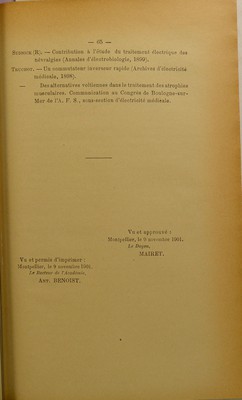 — 65 —
SUDNIK (R). — Contribution à l'étude du traitement électrique des
névralgies (Annales d'électrobiologie, 1899).
TRUCHOT. — Un commutateur inverseur rapide (Archives d'électricité
médicale, 1898).
— Des alternatives voltiennes dans le traitement des atrophies
musculaires. Communication au Congrès de Boulogne-sur-
Mer de l'A. F. S., sous-section d'électricité médicale.
Vu et approuvé :
Montpellier, le 9 novembre 1901.
Le Doyen,
MAIRET.
Vu et permis d'imprimer :
Montpellier, le 9 novembre 1901.
Le Recteur de l'Académie,
ANT. BENOIST.